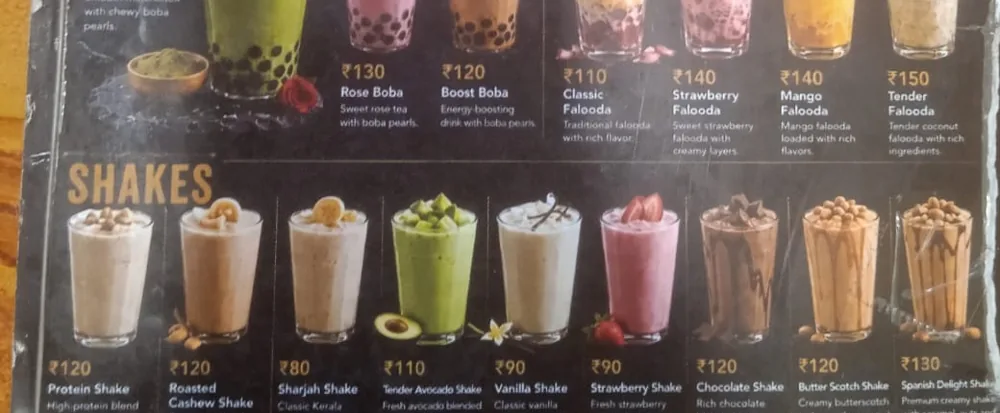 with chewy boba
pearls.
₹130
Rose Boba
Sweet rose tea
with boba pearls.
₹120
Boost Boba
Energy-boosting
drink with boba pearls.
₹110
Classic
Falooda
Traditional falooda
with rich flavor.
₹140
Strawberry
Falooda
Sweet strawberry
falooda with
creamy layers.
₹140
Mango
Falooda
Mango falooda
loaded with rich
flavors.
₹150
Tender
Falooda
Tender coconut
falooda with rich
ingredients.
SHAKES
₹120
Protein Shake
High-protein blend
₹120
Roasted
Cashew Shake
₹80
Sharjah Shake
Classic Kerala
₹110
Tender Avocado Shake
Fresh avocado blended
₹90
Vanilla Shake
Classic vanilla
₹90
Strawberry Shake
Fresh strawberry
₹120
Chocolate Shake
Rich chocolate
₹120
Butter Scotch Shake
Creamy butterscotch
₹130
Spanish Delight Shake
Premium creamy shake